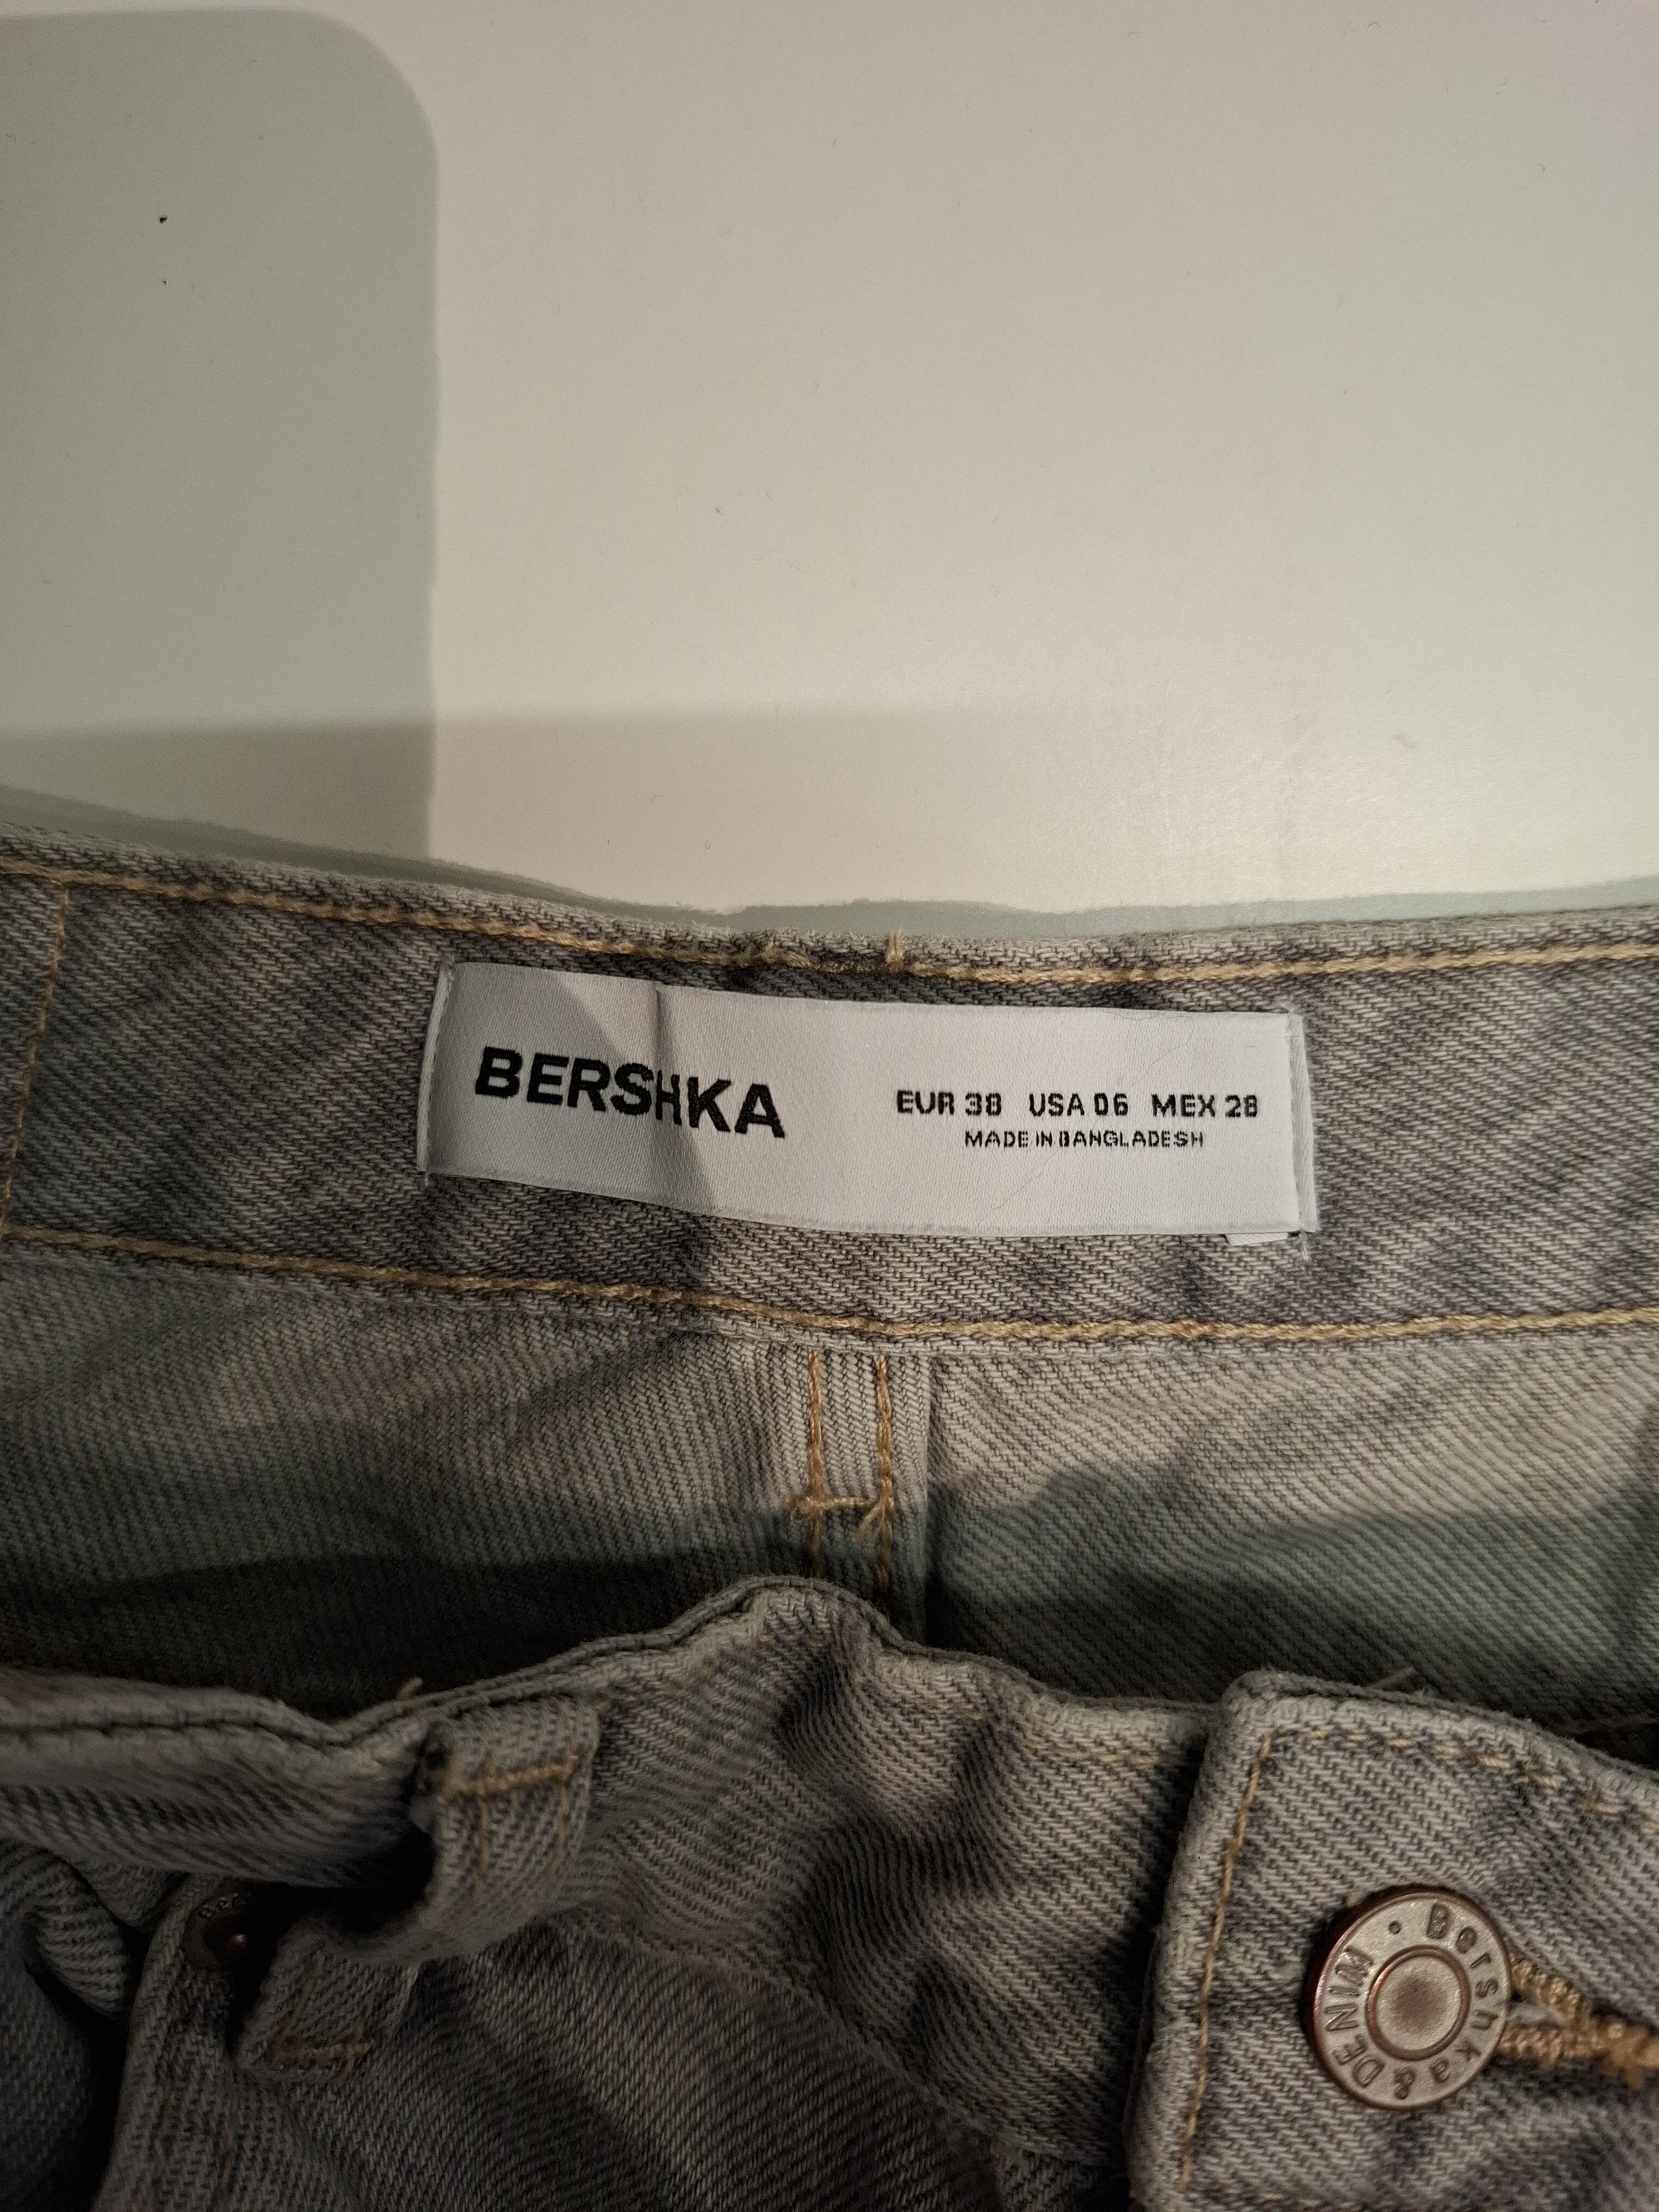 BERSHKA
EUR 38 USA 06 MEX 28
MADE IN BANGLADESH
Bershka & DENIM •